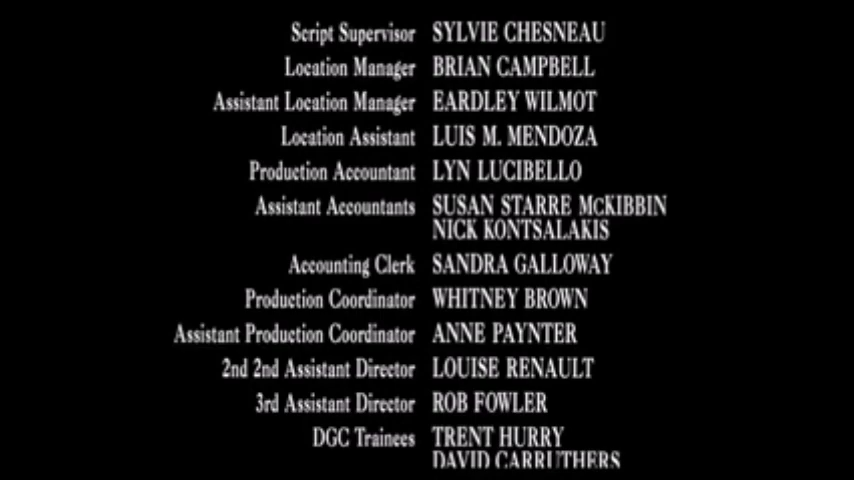 Script Supervisor SYLVIE CHESNEAU
Location Manager BRIAN CAMPBELL
Assistant Location Manager EARDLEY WILMOT
Location Assistant LUIS M. MENDOZA
Production Accountant LYN LUCIBELLO
Assistant Accountants SUSAN STARRE McKIBBIN
NICK KONTSALAKIS
Accounting Clerk SANDRA GALLOWAY
Production Coordinator WHITNEY BROWN
Assistant Production Coordinator ANNE PAYNTER
2nd 2nd Assistant Director LOUISE RENAULT
3rd Assistant Director ROB FOWLER
DGC Trainees TRENT HURRY
DAVID CARRUTHERS